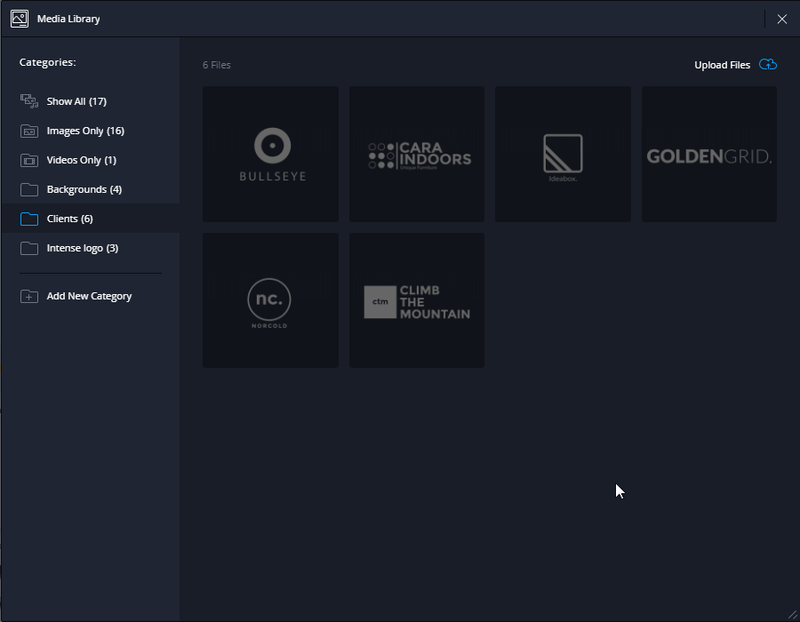 Media Library
Categories:
Show All (17)
Images Only (16)
Videos Only (1)
Backgrounds (4)
Clients (6)
Intense logo (3)
Add New Category
6 Files
Upload Files
BULLSEYE
CARA
INDOORS
Unique Furniture
Ideabox.
GOLDENGRID.
nc.
NORCOLD
ctm
CLIMB
THE
MOUNTAIN